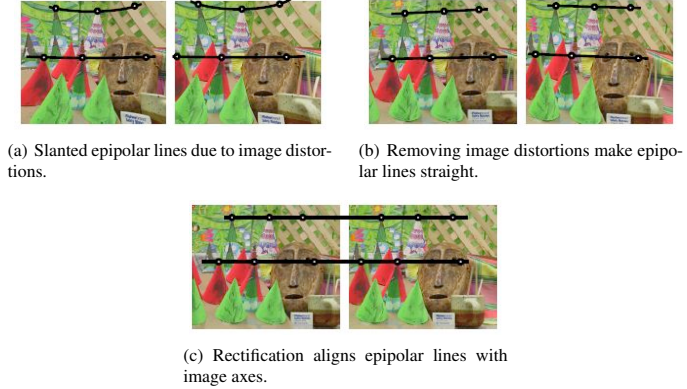 (a) Slanted epipolar lines due to image distor-
tions.
(b) Removing image distortions make epipo-
lar lines straight.
(c) Rectification aligns epipolar lines with
image axes.